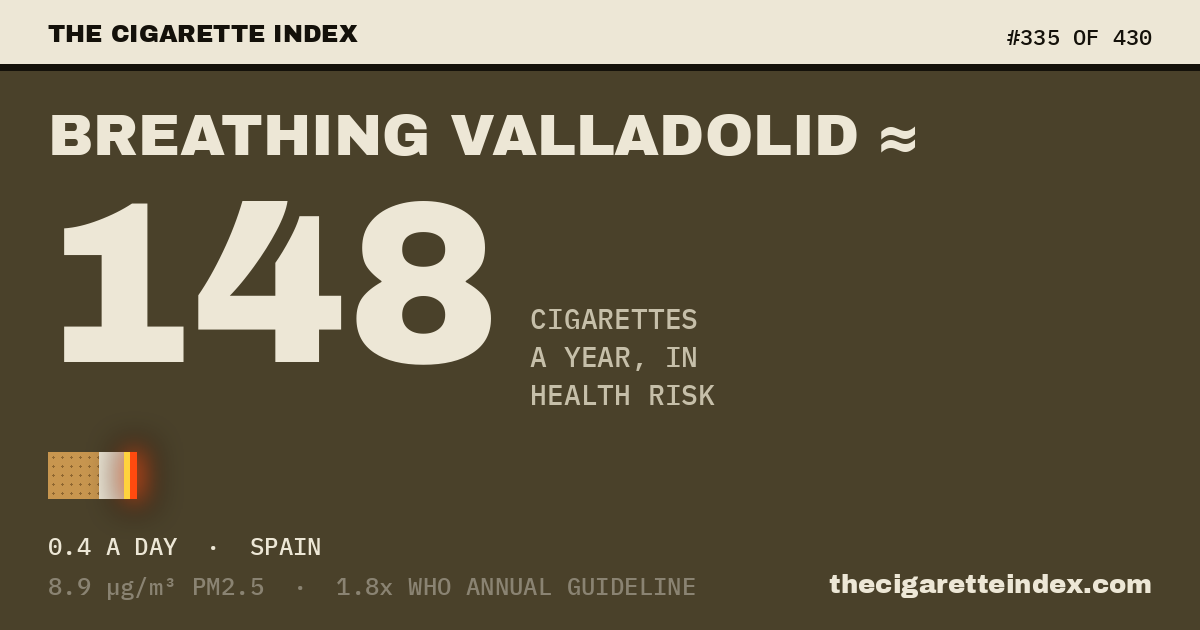 THE CIGARETTE INDEX
#335 OF 430
BREATHING VALLADOLID ≈
148
CIGARETTES
A YEAR, IN
HEALTH RISK
0.4 A DAY · SPAIN
8.9 µg/m³ PM2.5 · 1.8x WHO ANNUAL GUIDELINE
thecigaretteindex.com